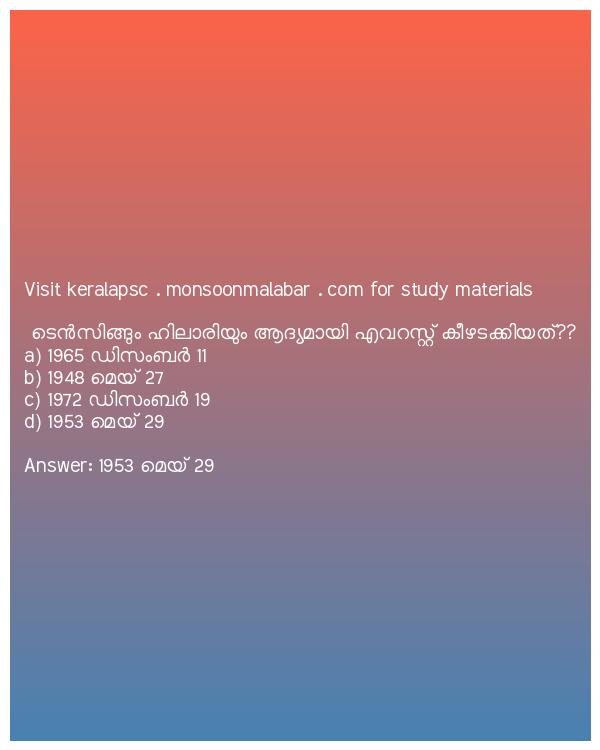 Visit keralapsc . monsoonmalabar . com for study materials
ടെൻസിങ്ങും ഹിലാരിയും ആദ്യമായി എവറസ്റ്റ് കീഴടക്കിയത്??
a) 1965 ഡിസംബർ 11
b) 1948 മെയ് 27
c) 1972 ഡിസംബർ 19
d) 1953 മെയ് 29
Answer: 1953 മെയ് 29